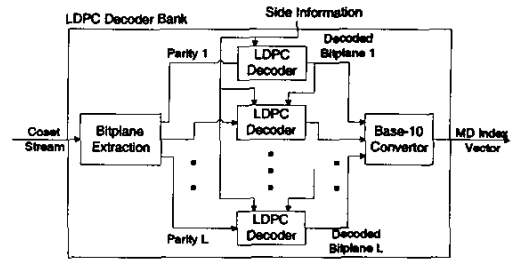 Side Information
LDPC Decoder Bank
Decoded
Bitplane 1
Parity 1
LDPC
Decoder
LDPC
Decoder
Coset
Stream
Bitplane
Extraction
Base-10
Convertor
MD Index
Vector
Parity L
LDPC
Decoder
Decoded
Bitplane L